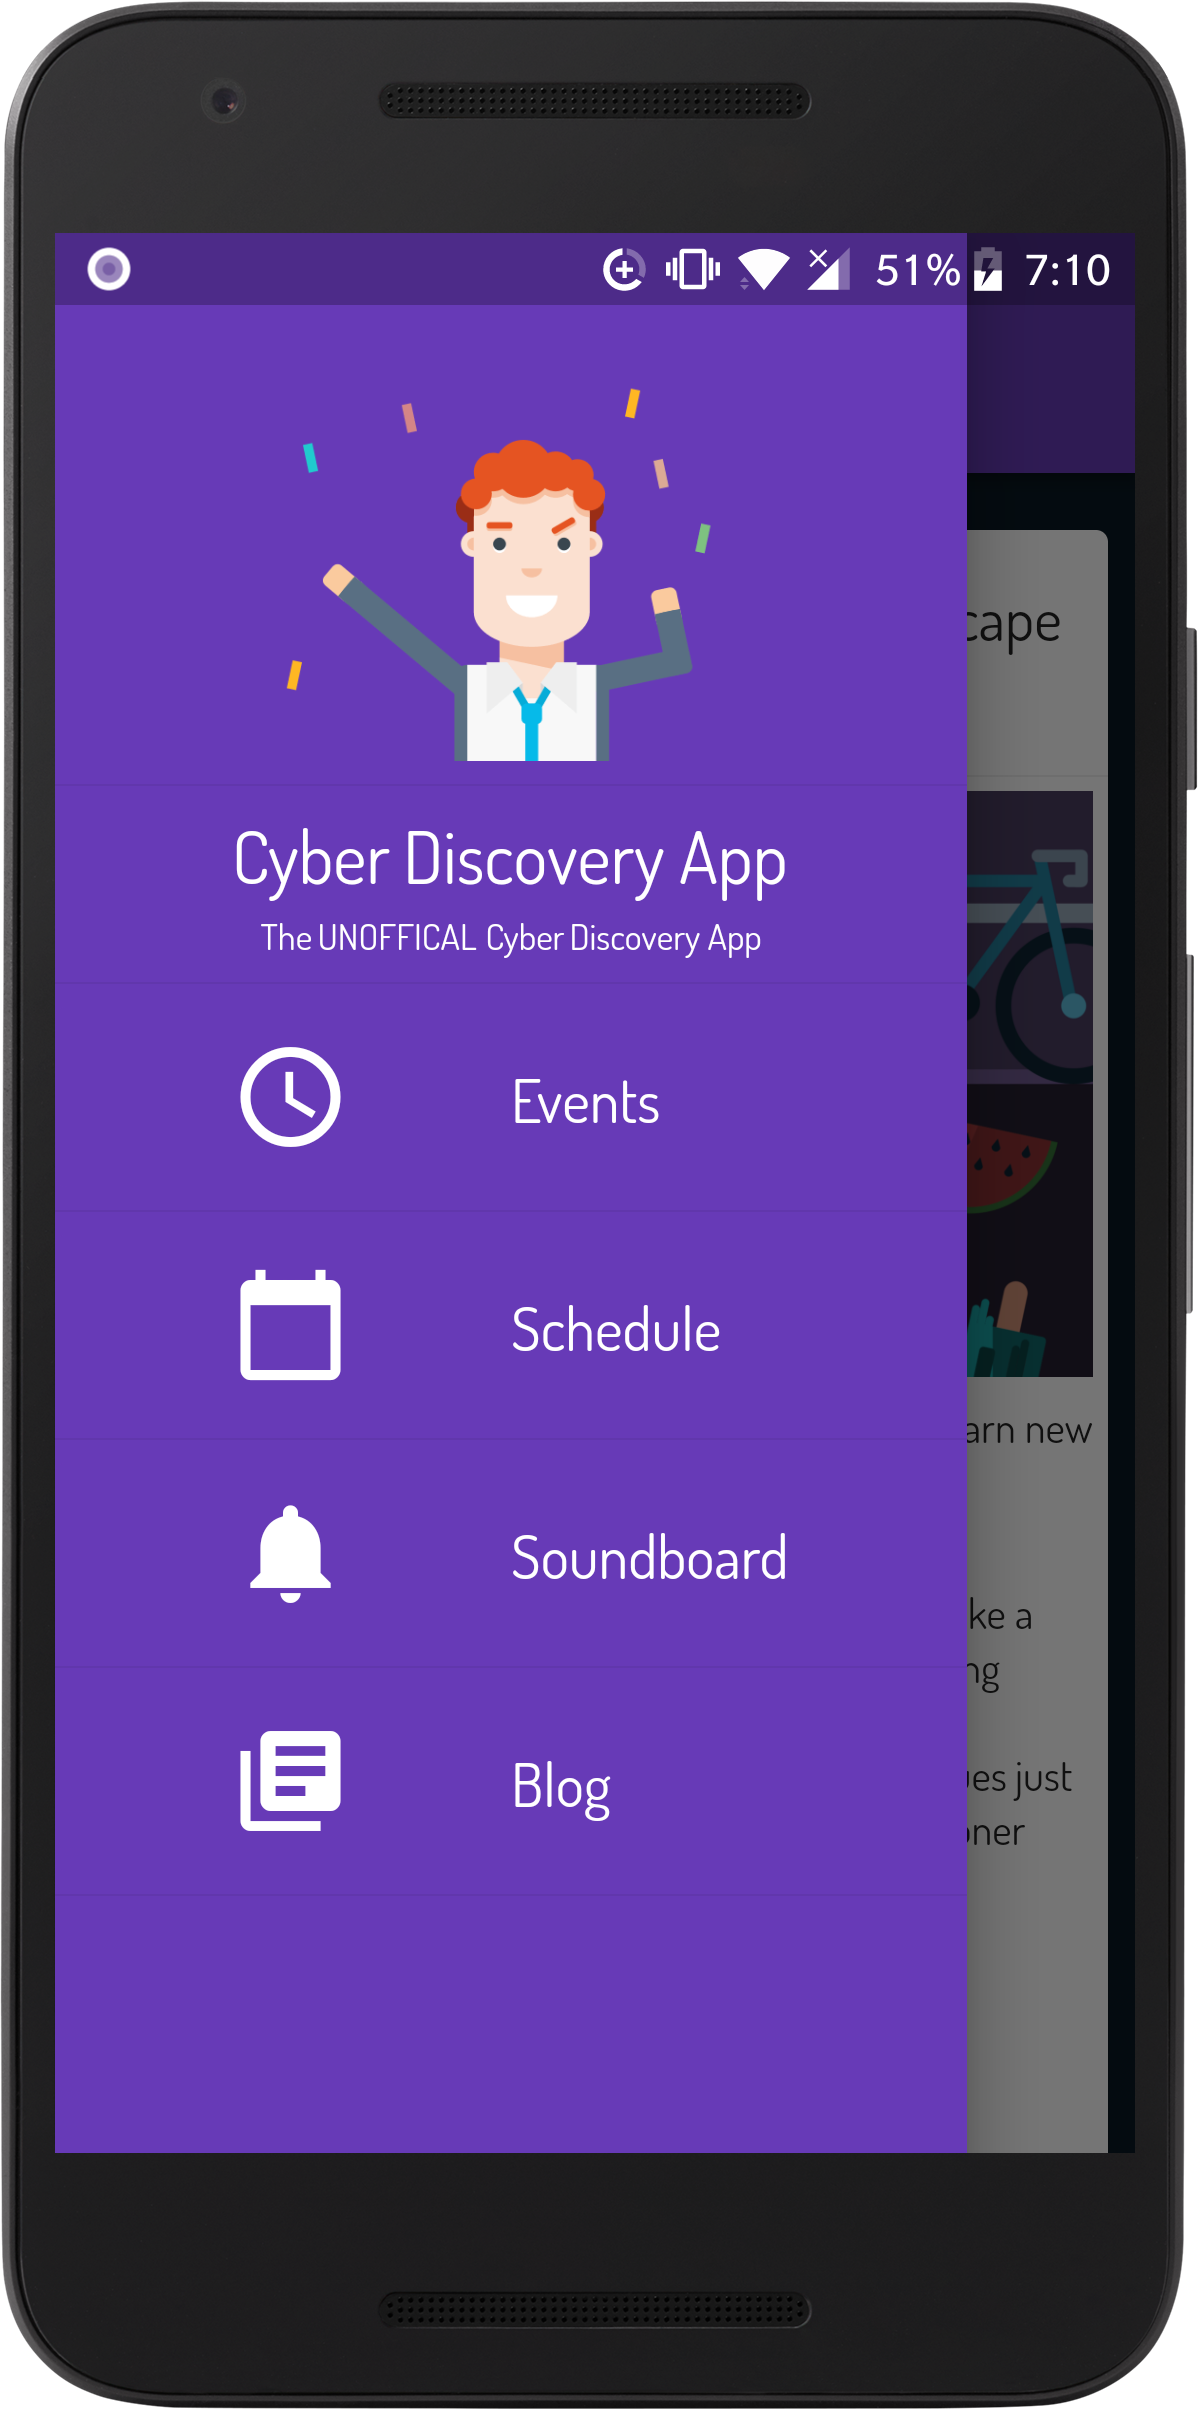 51% 7:10
cape
Cyber Discovery App
The UNOFFICAL Cyber Discovery App
Events
Schedule
arn new
Soundboard
ke a
ng
Blog
es just
ner